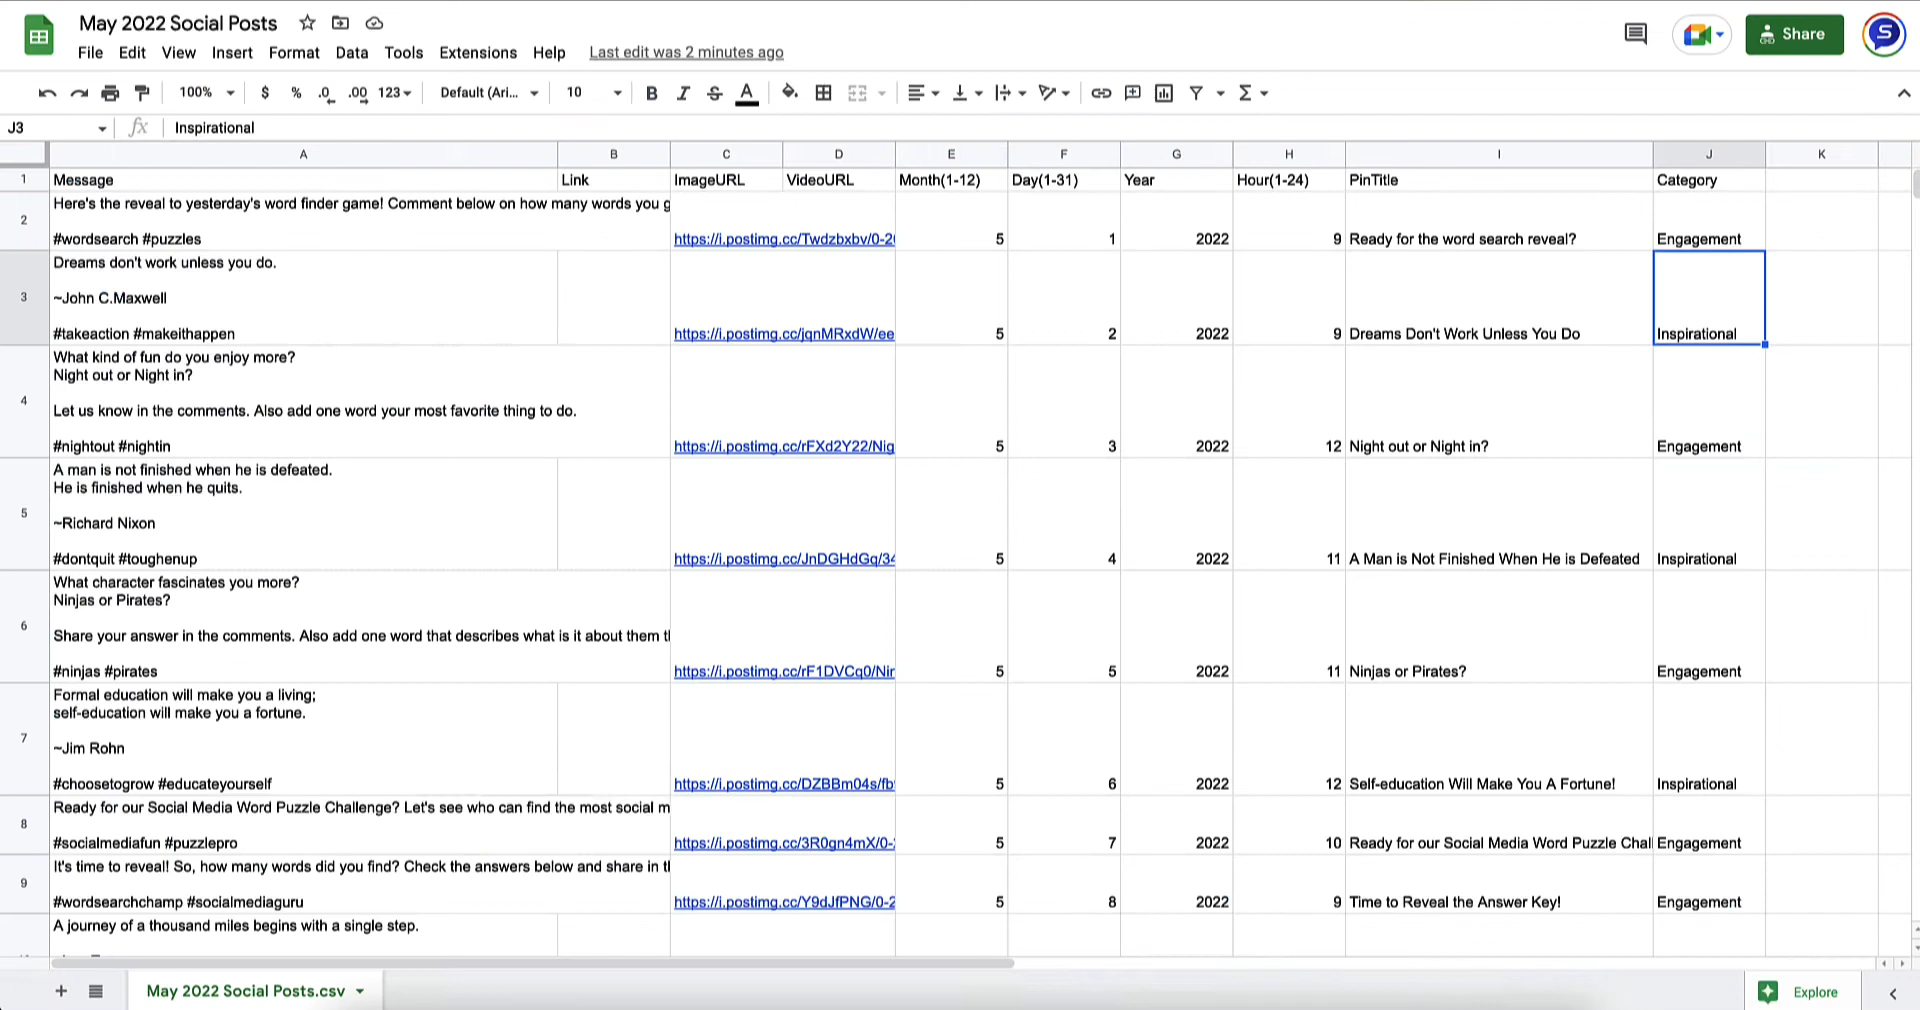 May 2022 Social Posts
File Edit View Insert Format Data Tools Extensions Help Last edit was 2 minutes ago
Share
S
100% $ % .0 .00 123 Default (Ari... 10 B I S A Σ
J3 fx Inspirational
A B C D E F G H I J K
1 Message Link ImageURL VideoURL Month(1-12) Day(1-31) Year Hour(1-24) PinTitle Category
Here's the reveal to yesterday's word finder game! Comment below on how many words you g
2
#wordsearch #puzzles https://i.postimg.cc/Twdzbxbv/0-2 5 1 2022 9 Ready for the word search reveal? Engagement
Dreams don't work unless you do.
3 ~John C.Maxwell
#takeaction #makeithappen https://i.postimg.cc/jqnMRxdW/ee 5 2 2022 9 Dreams Don't Work Unless You Do Inspirational
What kind of fun do you enjoy more?
Night out or Night in?
4
Let us know in the comments. Also add one word your most favorite thing to do.
#nightout #nightin https://i.postimg.cc/rFXd2Y22/Nig 5 3 2022 12 Night out or Night in? Engagement
A man is not finished when he is defeated.
He is finished when he quits.
5
~Richard Nixon
#dontquit #toughenup https://i.postimg.cc/JnDGHdGq/34 5 4 2022 11 A Man is Not Finished When He is Defeated Inspirational
What character fascinates you more?
Ninjas or Pirates?
6
Share your answer in the comments. Also add one word that describes what is it about them t
#ninjas #pirates https://i.postimg.cc/rF1DVCq0/Nin 5 5 2022 11 Ninjas or Pirates? Engagement
Formal education will make you a living;
self-education will make you a fortune.
7
~Jim Rohn
#choosetogrow #educateyourself https://i.postimg.cc/DZBBm04s/fb 5 6 2022 12 Self-education Will Make You A Fortune! Inspirational
Ready for our Social Media Word Puzzle Challenge? Let's see who can find the most social m
8
#socialmediafun #puzzlepro https://i.postimg.cc/3R0gn4mX/0- 5 7 2022 10 Ready for our Social Media Word Puzzle Chal Engagement
It's time to reveal! So, how many words did you find? Check the answers below and share in t
9
#wordsearchchamp #socialmediaguru https://i.postimg.cc/Y9dJfPNG/0-2 5 8 2022 9 Time to Reveal the Answer Key! Engagement
A journey of a thousand miles begins with a single step.
May 2022 Social Posts.csv
Explore